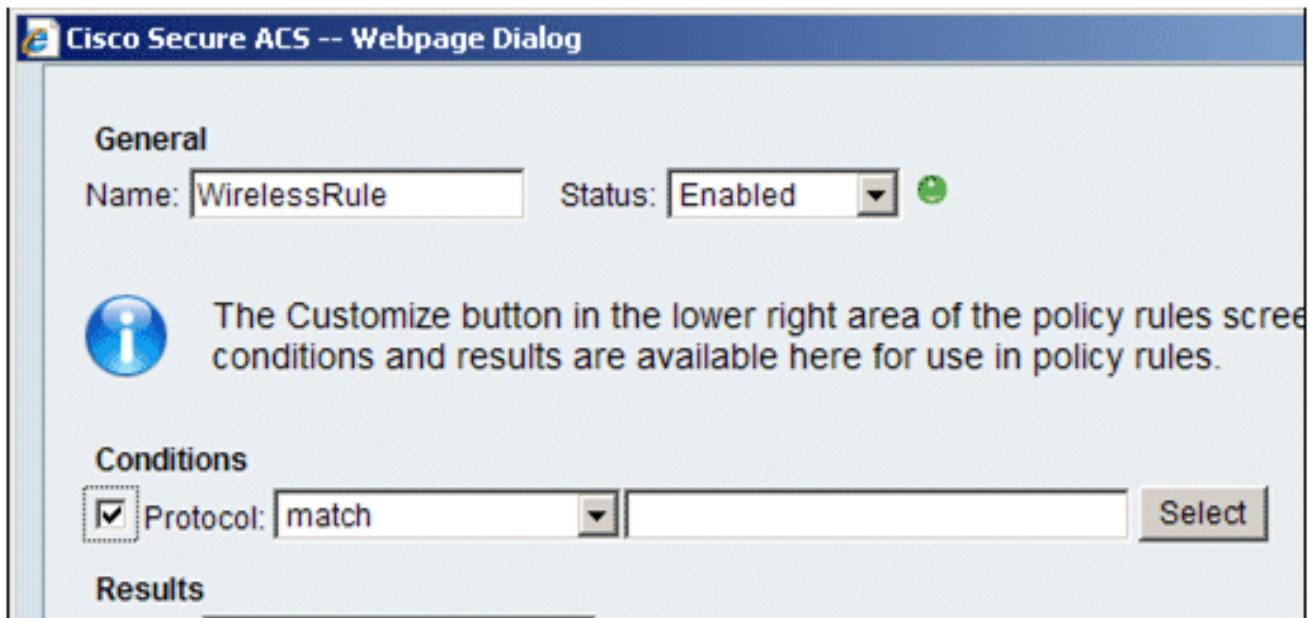 Cisco Secure ACS -- Webpage Dialog
General
Name: WirelessRule Status: Enabled
The Customize button in the lower right area of the policy rules scree
conditions and results are available here for use in policy rules.
Conditions
Protocol: match Select
Results